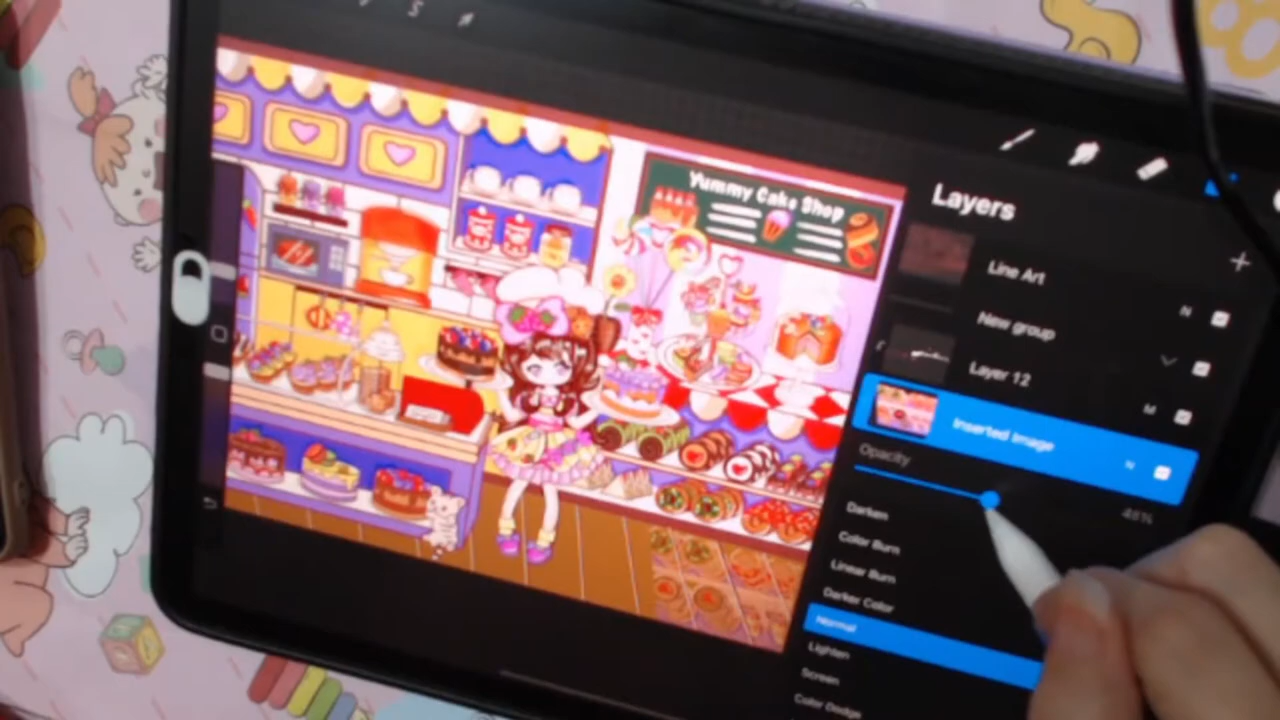 Yummy Cake Shop
Layers
Line Art
N
New group
Layer 12
M
Inserted Image
N
Opacity
48%
Darken
Color Burn
Linear Burn
Darker Color
Normal
Lighten
Screen
Color Dodge